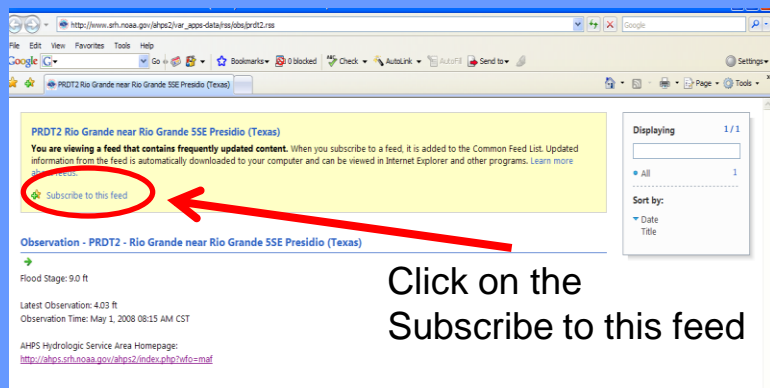 http://www.srh.noaa.gov/ahps2/var_apps-data/rss/obs/prdt2.rss
Google
File Edit View Favorites Tools Help
Google G Go Bookmarks 0 blocked Check AutoLink AutoFill Send to Settings
PRDT2 Rio Grande near Rio Grande 5SE Presidio (Texas) Page Tools
PRDT2 Rio Grande near Rio Grande 5SE Presidio (Texas)
You are viewing a feed that contains frequently updated content. When you subscribe to a feed, it is added to the Common Feed List. Updated
information from the feed is automatically downloaded to your computer and can be viewed in Internet Explorer and other programs. Learn more
about feeds.
Subscribe to this feed
Displaying 1 / 1
All 1
Sort by:
Date
Title
Observation - PRDT2 - Rio Grande near Rio Grande 5SE Presidio (Texas)
Flood Stage: 9.0 ft
Latest Observation: 4.03 ft
Observation Time: May 1, 2008 08:15 AM CST
AHPS Hydrologic Service Area Homepage:
http://ahps.srh.noaa.gov/ahps2/index.php?wfo=maf
Click on the
Subscribe to this feed